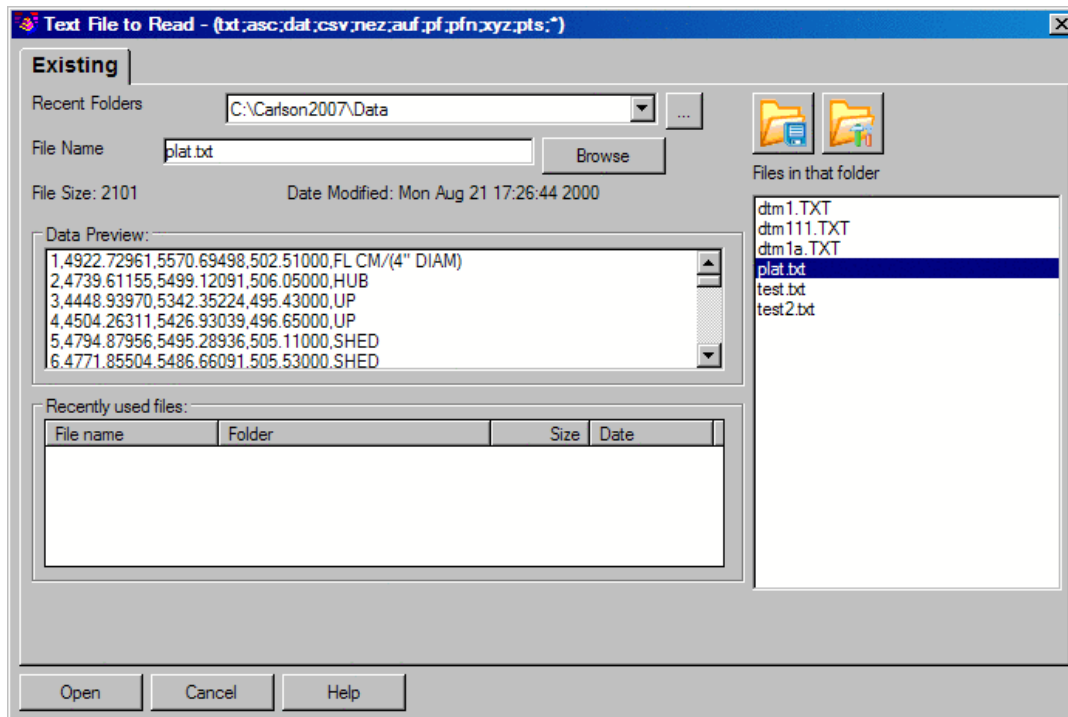 Text File to Read - (txt;asc;dat;csv;nez;auf;pf;pfn;xyz;pts;*)
Existing
Recent Folders
C:\Carlson2007\Data
...
File Name
plat.txt
Browse
File Size: 2101
Date Modified: Mon Aug 21 17:26:44 2000
Data Preview:
1,4922.72961,5570.69498,502.51000,FL CM/(4" DIAM)
2,4739.61155,5499.12091,506.05000,HUB
3,4448.93970,5342.35224,495.43000,UP
4,4504.26311,5426.93039,496.65000,UP
5,4794.87956,5495.28936,505.11000,SHED
6,4771.85504,5486.66091,505.53000,SHED
Recently used files:
File name Folder Size Date
Files in that folder
dtm1.TXT
dtm111.TXT
dtm1a.TXT
plat.txt
test.txt
test2.txt
Open Cancel Help